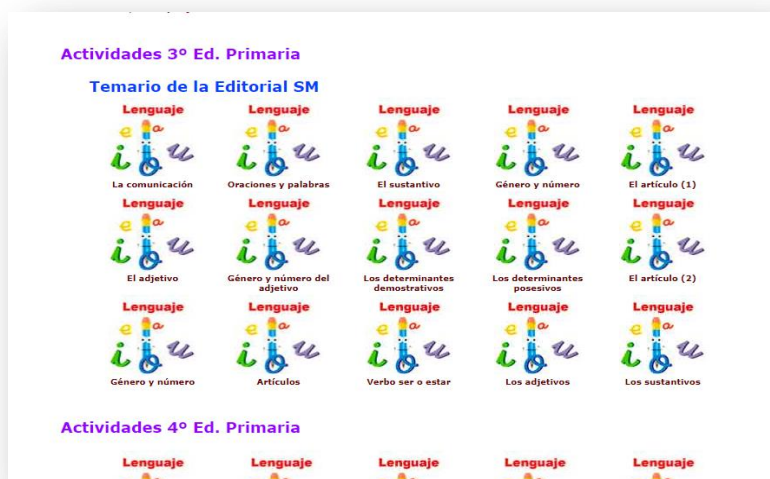 Actividades 3º Ed. Primaria
Temario de la Editorial SM
Lenguaje Lenguaje Lenguaje Lenguaje Lenguaje
e a e a e a e a e a
i o u i o u i o u i o u i o u
La comunicación Oraciones y palabras El sustantivo Género y número El artículo (1)
Lenguaje Lenguaje Lenguaje Lenguaje Lenguaje
e a e a e a e a e a
i o u i o u i o u i o u i o u
El adjetivo Género y número del Los determinantes Los determinantes El artículo (2)
adjetivo demostrativos posesivos
Lenguaje Lenguaje Lenguaje Lenguaje Lenguaje
e a e a e a e a e a
i o u i o u i o u i o u i o u
Género y número Artículos Verbo ser o estar Los adjetivos Los sustantivos
Actividades 4º Ed. Primaria
Lenguaje Lenguaje Lenguaje Lenguaje Lenguaje